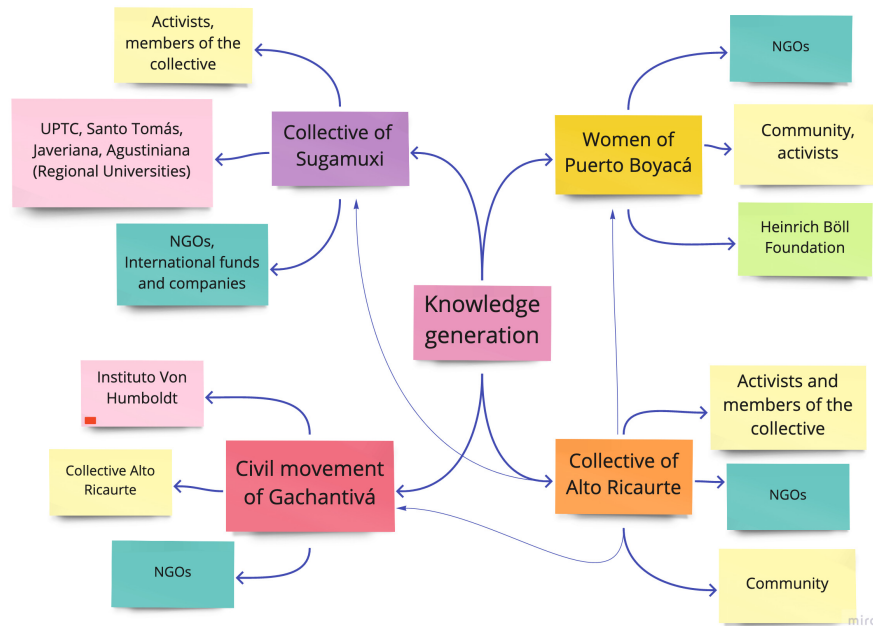 Activists,
members of the
collective
NGOs
UPTC, Santo Tomás,
Javeriana, Agustiniana
(Regional Universities)
Collective of
Sugamuxi
Women of
Puerto Boyacá
Community,
activists
NGOs,
International funds
and companies
Heinrich Böll
Foundation
Knowledge
generation
Instituto Von
Humboldt
Activists and
members of the
collective
Civil movement
of Gachantivá
Collective of
Alto Ricaurte
Collective Alto
Ricaurte
NGOs
NGOs
Community